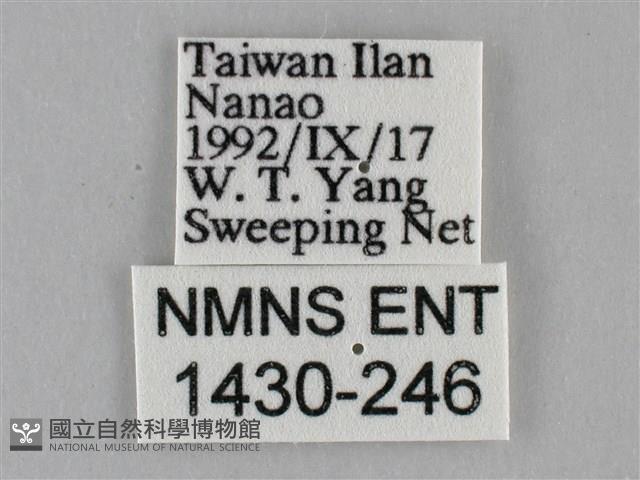 Taiwan Ilan
Nanao
1992/IX/17
W. T. Yang
Sweeping Net
NMNS ENT
1430-246
國立自然科學博物館
NATIONAL MUSEUM OF NATURAL SCIENCE